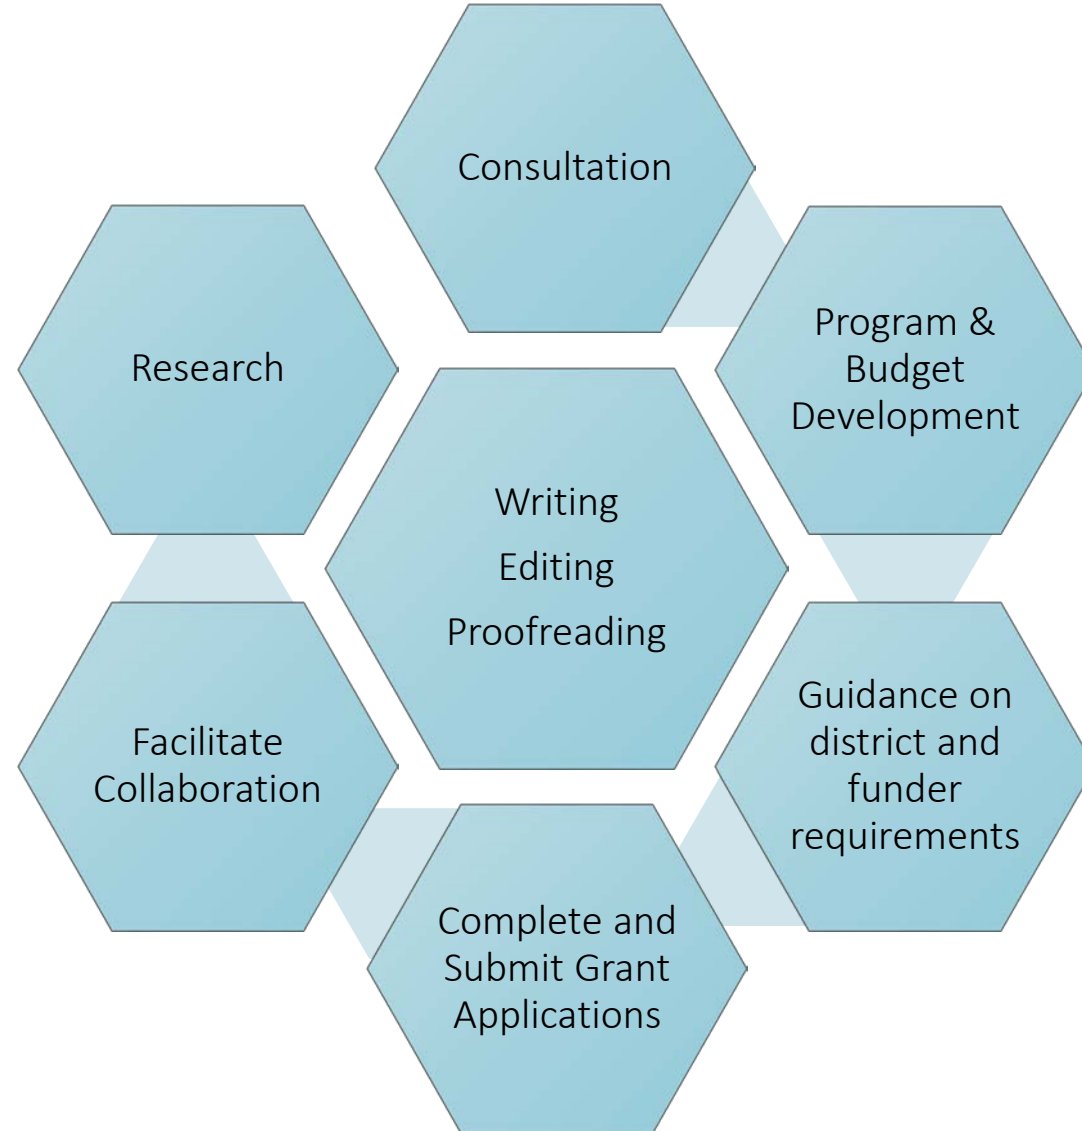 Consultation
Program &
Budget
Development
Research
Writing
Editing
Proofreading
Guidance on
district and
funder
requirements
Facilitate
Collaboration
Complete and
Submit Grant
Applications